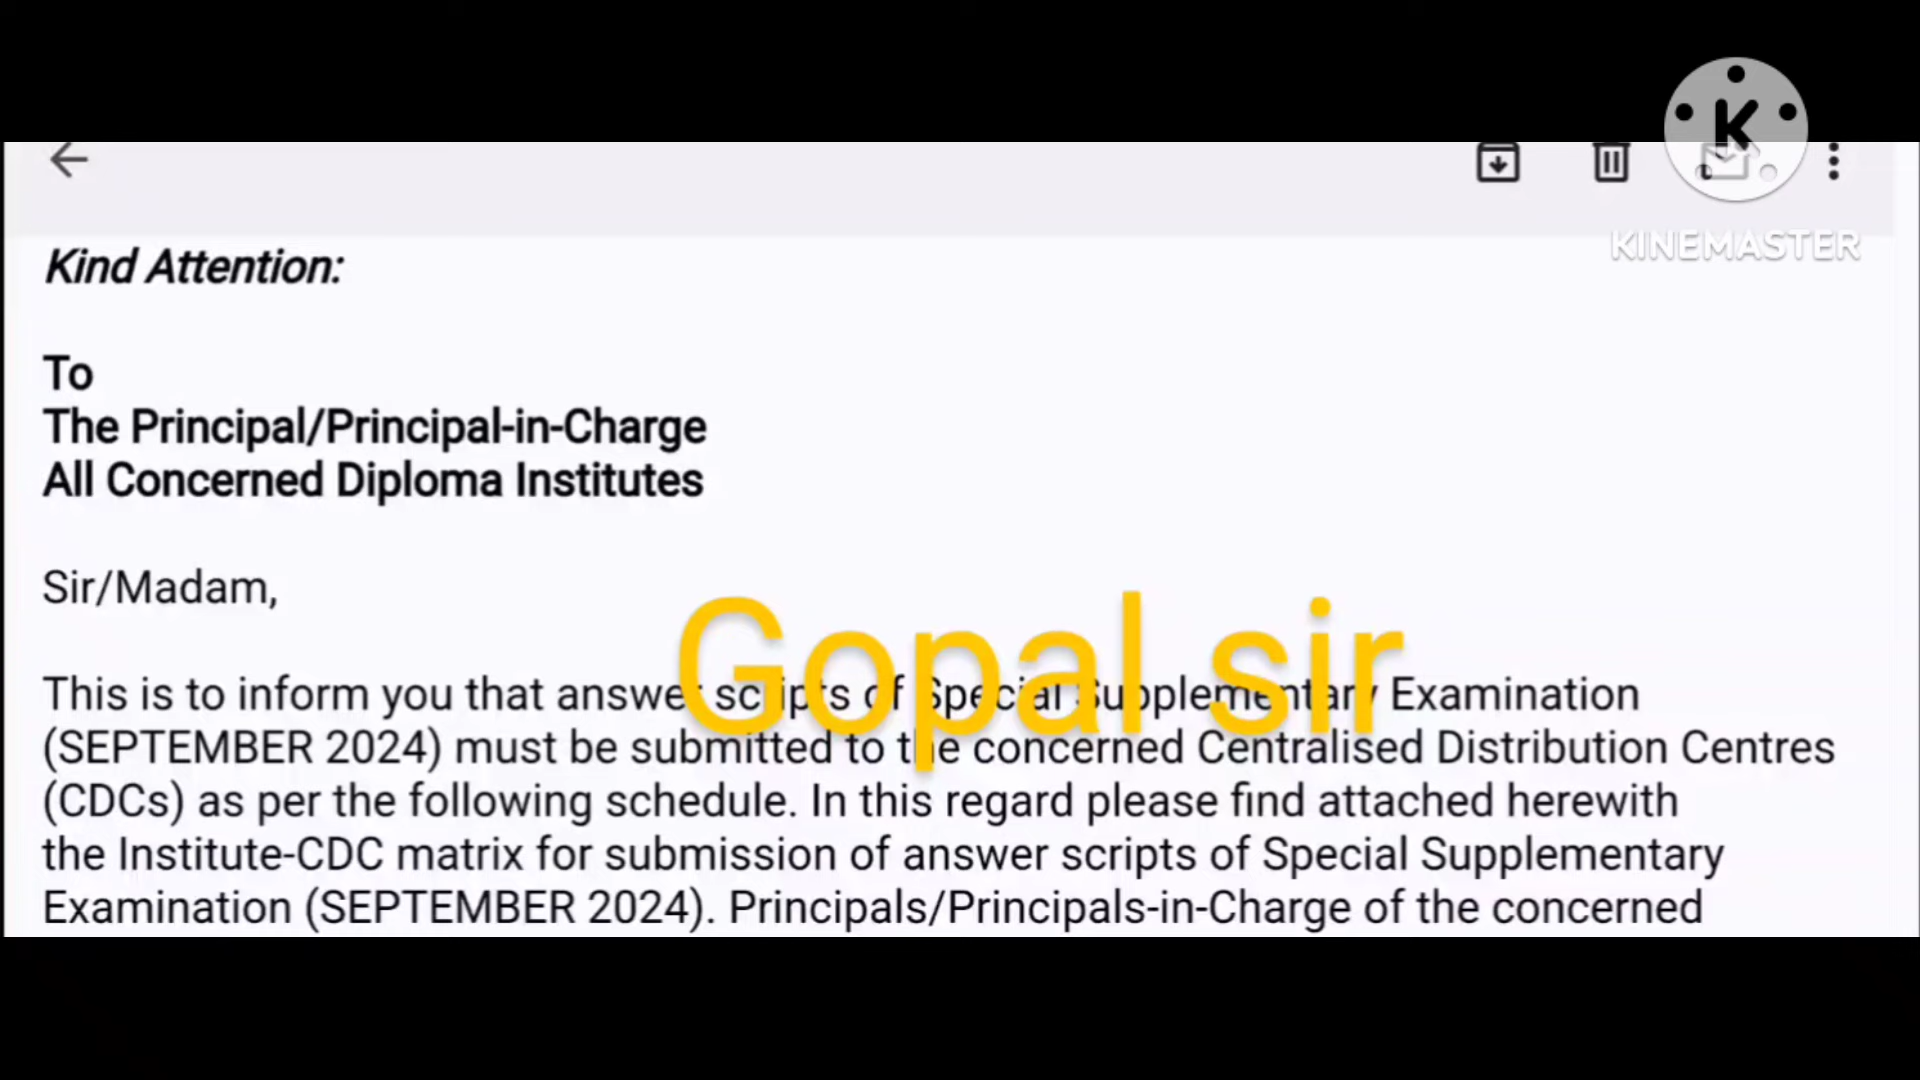 K
KINEMASTER
Kind Attention:
To
The Principal/Principal-in-Charge
All Concerned Diploma Institutes
Sir/Madam,
Gopal sir
This is to inform you that answer scripts of Special Supplementary Examination
(SEPTEMBER 2024) must be submitted to the concerned Centralised Distribution Centres
(CDCs) as per the following schedule. In this regard please find attached herewith
the Institute-CDC matrix for submission of answer scripts of Special Supplementary
Examination (SEPTEMBER 2024). Principals/Principals-in-Charge of the concerned